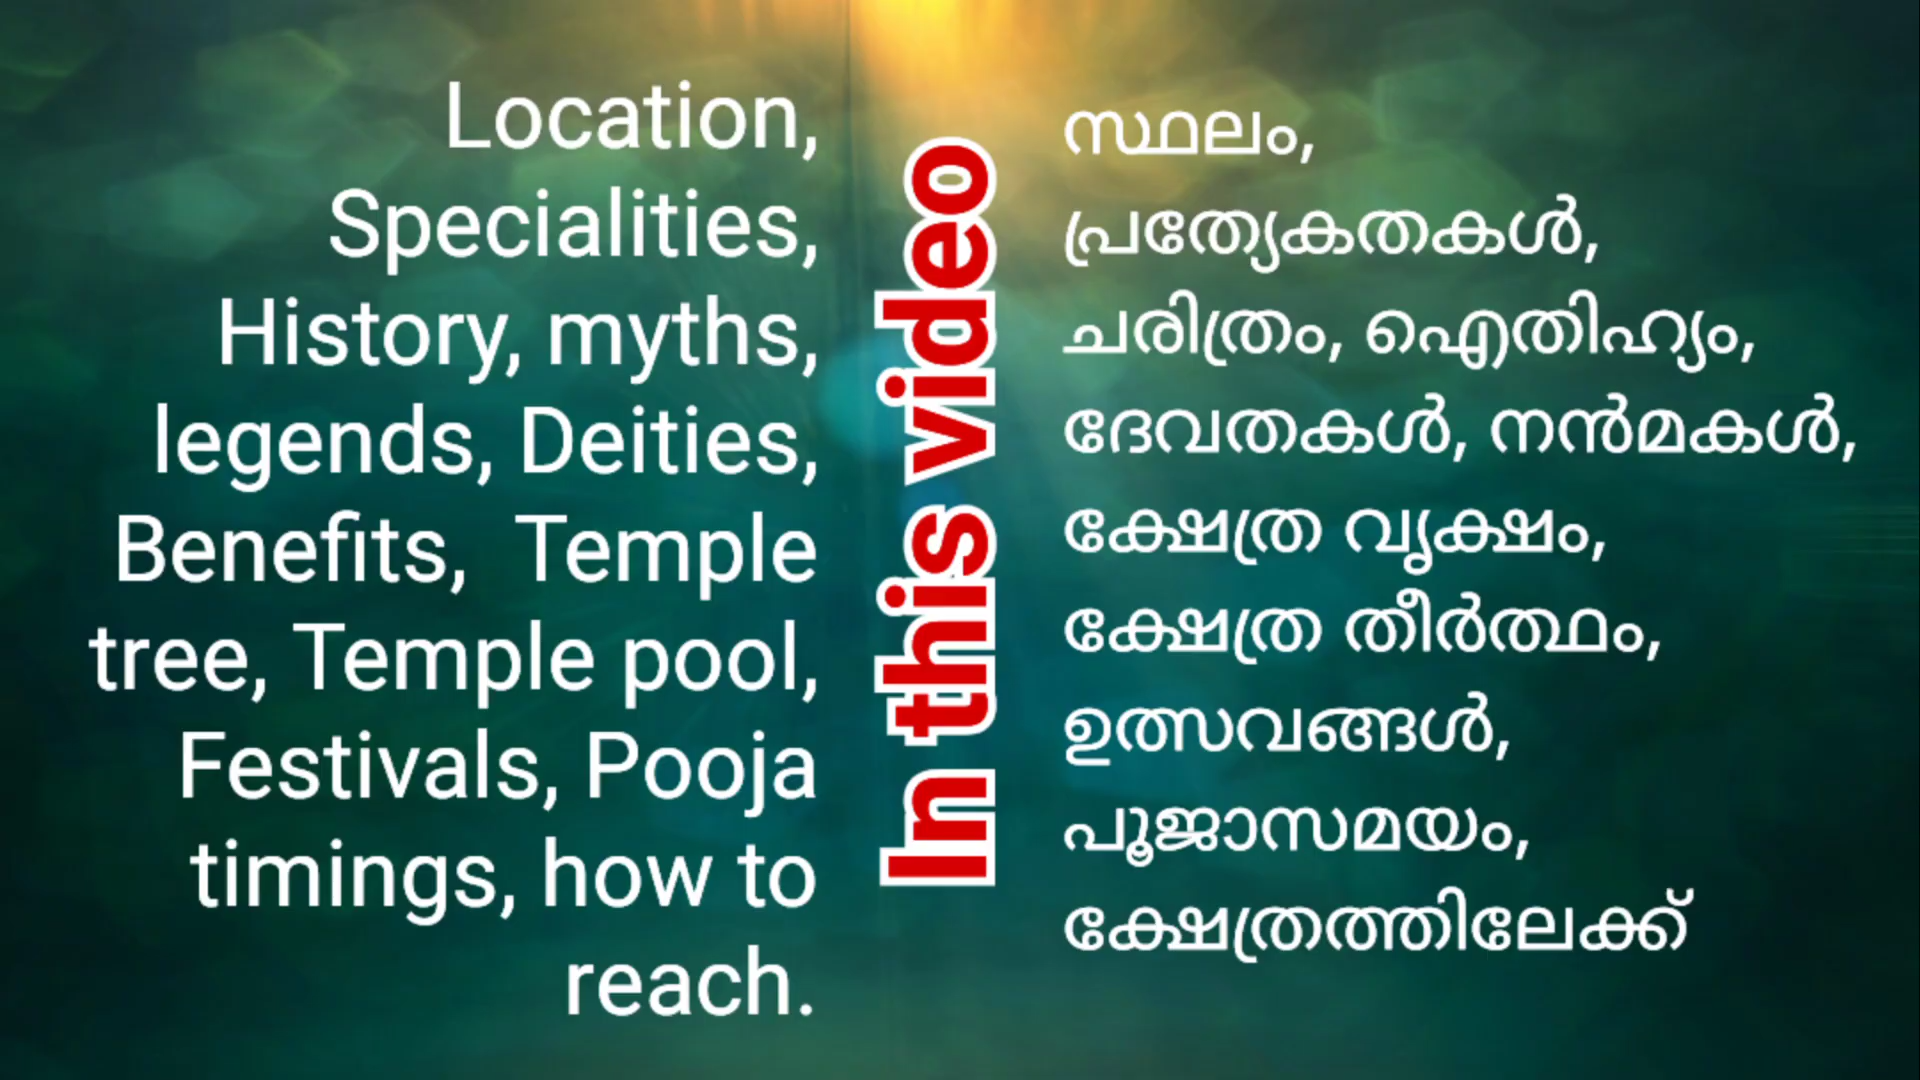 Location,
Specialities,
History, myths,
legends, Deities,
Benefits, Temple
tree, Temple pool,
Festivals, Pooja
timings, how to
reach.
In this video
സ്ഥലം,
പ്രത്യേകതകൾ,
ചരിത്രം, ഐതിഹ്യം,
ദേവതകൾ, നൻമകൾ,
ക്ഷേത്ര വൃക്ഷം,
ക്ഷേത്ര തീർത്ഥം,
ഉത്സവങ്ങൾ,
പൂജാസമയം,
ക്ഷേത്രത്തിലേക്ക്